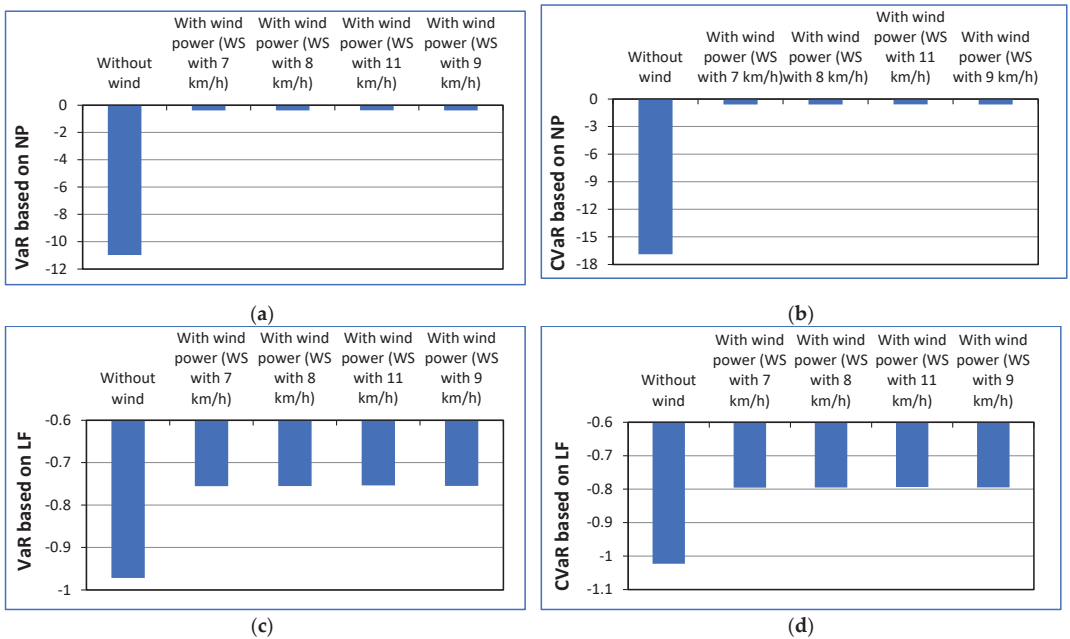 Without
wind
With wind
power (WS
with 7
km/h)
With wind
power (WS
with 8
km/h)
With wind
power (WS
with 11
km/h)
With wind
power (WS
with 9
km/h)
0
-2
-4
-6
-8
-10
-12
VaR based on NP
(a)
Without
wind
With wind
power (WS
with 7 km/h)
With wind
power (WS
with 8 km/h)
With wind
power (WS
with 11
km/h)
With wind
power (WS
with 9 km/h)
0
-3
-6
-9
-12
-15
-18
CVaR based on NP
(b)
Without
wind
With wind
power (WS
with 7
km/h)
With wind
power (WS
with 8
km/h)
With wind
power (WS
with 11
km/h)
With wind
power (WS
with 9
km/h)
-0.6
-0.7
-0.8
-0.9
-1
VaR based on LF
(c)
Without
wind
With wind
power (WS
with 7
km/h)
With wind
power (WS
with 8
km/h)
With wind
power (WS
with 11
km/h)
With wind
power (WS
with 9
km/h)
-0.6
-0.7
-0.8
-0.9
-1
-1.1
CVaR based on LF
(d)